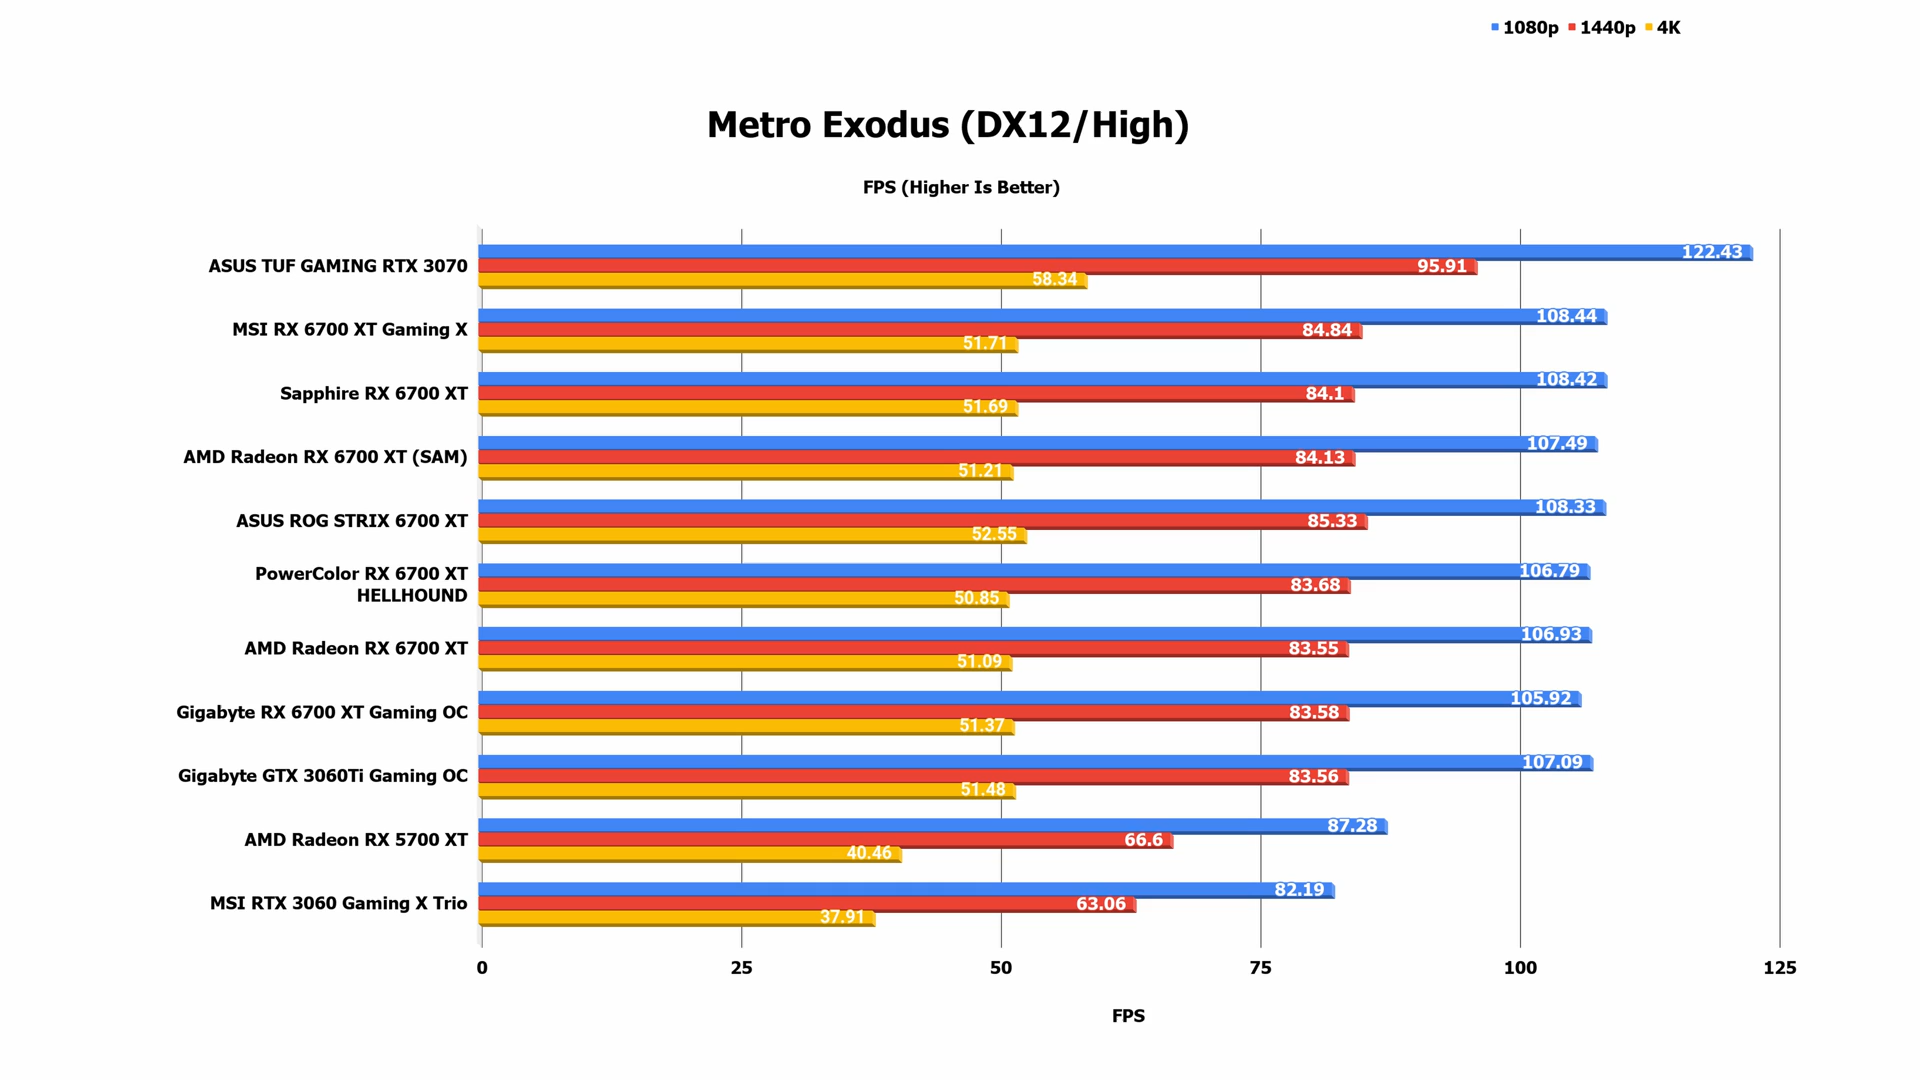 1080p 1440p 4K
Metro Exodus (DX12/High)
FPS (Higher Is Better)
ASUS TUF GAMING RTX 3070
122.43
95.91
58.34
MSI RX 6700 XT Gaming X
108.44
84.84
51.71
Sapphire RX 6700 XT
108.42
84.1
51.69
AMD Radeon RX 6700 XT (SAM)
107.49
84.13
51.21
ASUS ROG STRIX 6700 XT
108.33
85.33
52.55
PowerColor RX 6700 XT
HELLHOUND
106.79
83.68
50.85
AMD Radeon RX 6700 XT
106.93
83.55
51.09
Gigabyte RX 6700 XT Gaming OC
105.92
83.58
51.37
Gigabyte GTX 3060Ti Gaming OC
107.09
83.56
51.48
AMD Radeon RX 5700 XT
87.28
66.6
40.46
MSI RTX 3060 Gaming X Trio
82.19
63.06
37.91
0 25 50 75 100 125
FPS